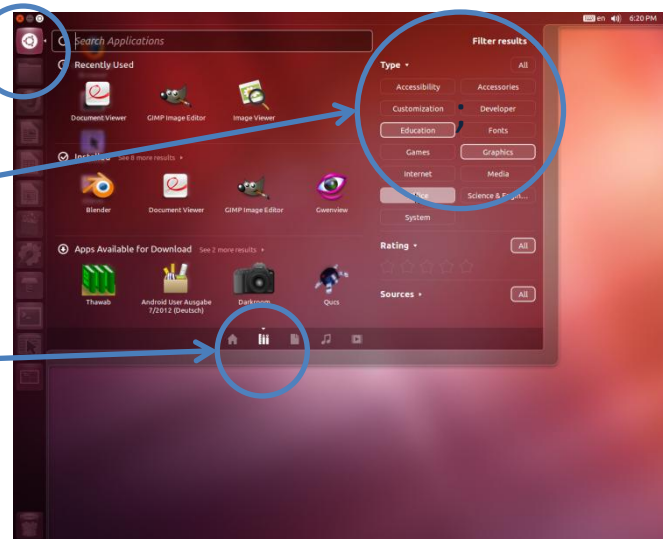 en 6:20 PM
Search Applications
Filter results
Recently Used
Type
All
Accessibility Accessories
Document Viewer GIMP Image Editor Image Viewer
Customization Developer
Education Fonts
Installed See 8 more results
Games Graphics
Internet Media
Science & Engin...
Blender Document Viewer GIMP Image Editor Gwenview
System
Apps Available for Download See 2 more results
Rating All
Thawab Android User Ausgabe 7/2012 (Deutsch) Darkroom Qucs
Sources All